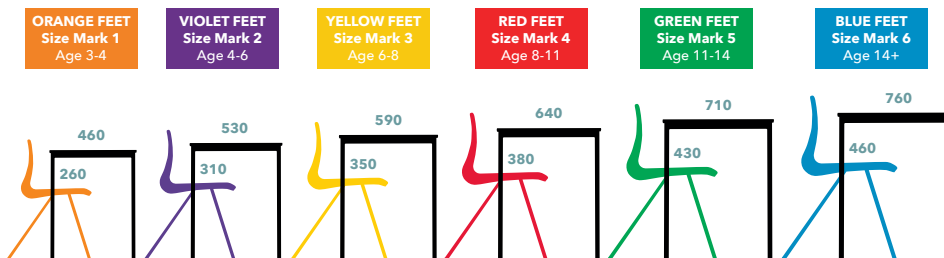 ORANGE FEET
Size Mark 1
Age 3-4
VIOLET FEET
Size Mark 2
Age 4-6
YELLOW FEET
Size Mark 3
Age 6-8
RED FEET
Size Mark 4
Age 8-11
GREEN FEET
Size Mark 5
Age 11-14
BLUE FEET
Size Mark 6
Age 14+
460
260
530
310
590
350
640
380
710
430
760
460